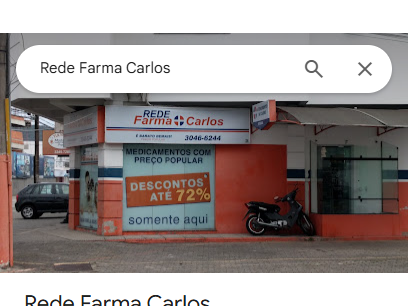 Rede Farma Carlos
REDE
Farma Carlos
3046-6244
MEDICAMENTOS COM
PREÇO POPULAR
DESCONTOS*
ATÉ 72%
somente aqui
Rede Farma Carlos